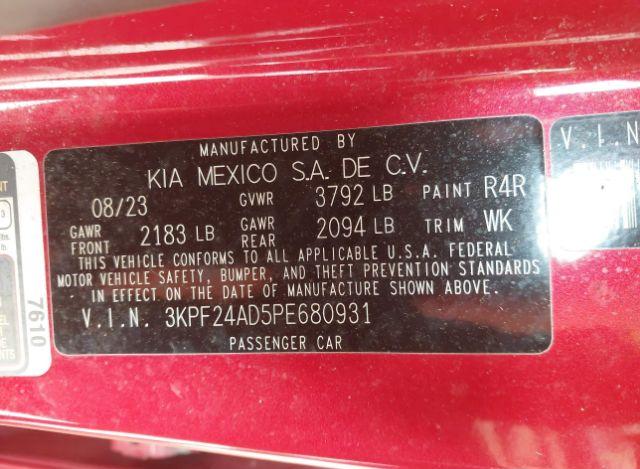 MANUFACTURED BY
KIA MEXICO S.A. DE C.V.
08/23 GVWR 3792 LB PAINT R4R
GAWR FRONT 2183 LB GAWR REAR 2094 LB TRIM WK
THIS VEHICLE CONFORMS TO ALL APPLICABLE U.S.A. FEDERAL
MOTOR VEHICLE SAFETY, BUMPER, AND THEFT PREVENTION STANDARDS
IN EFFECT ON THE DATE OF MANUFACTURE SHOWN ABOVE.
V.I.N. 3KPF24AD5PE680931
PASSENGER CAR
V.I.N
7610